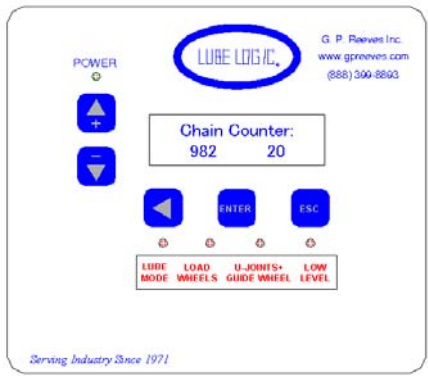 LUBE LOGIC.
G. P. Reeves Inc.
www.gpreeves.com
(888) 399-8693
POWER
+
−
Chain Counter:
982 20
ENTER
ESC
LUBE MODE
LOAD WHEELS
U-JOINTS+ GUIDE WHEEL
LOW LEVEL
Serving Industry Since 1971